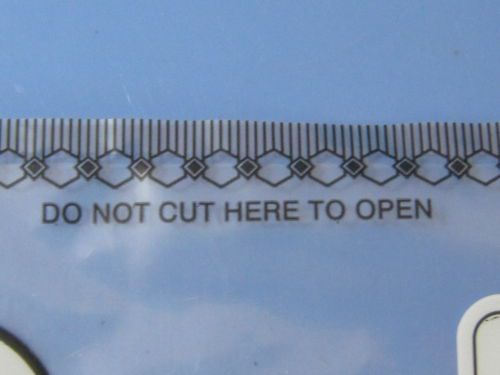 DO NOT CUT HERE TO OPEN